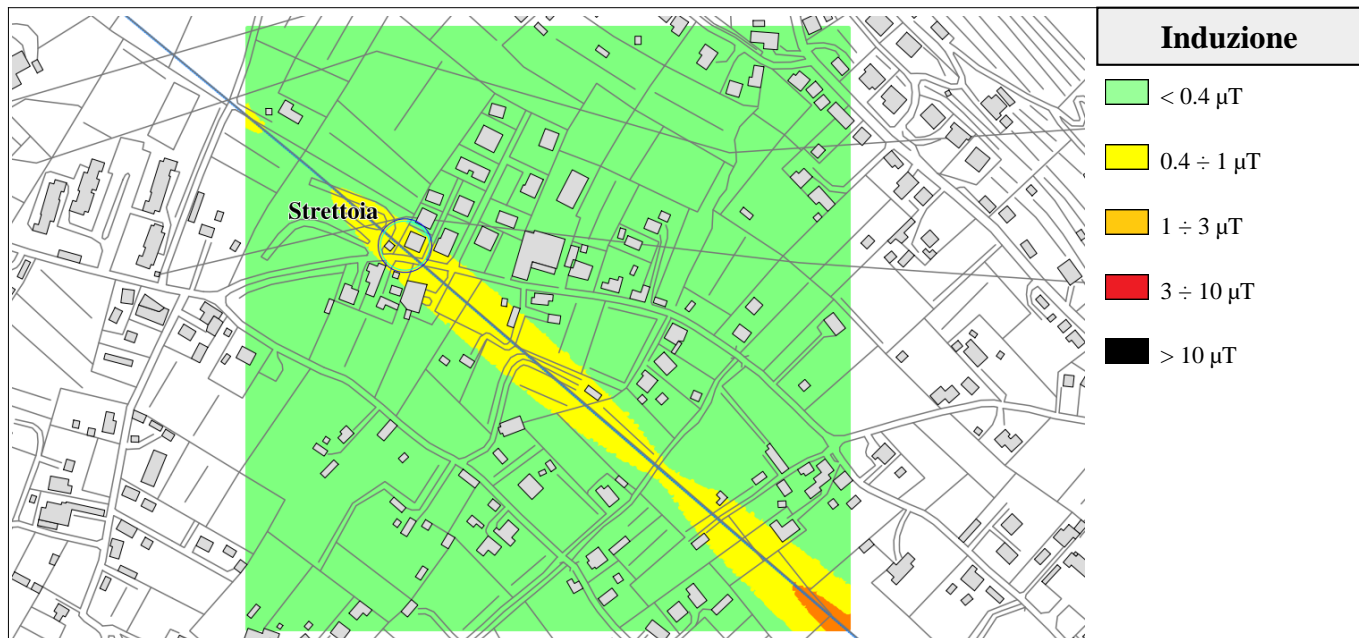 Induzione
< 0.4 µT
0.4 ÷ 1 µT
1 ÷ 3 µT
3 ÷ 10 µT
> 10 µT
Strettoia